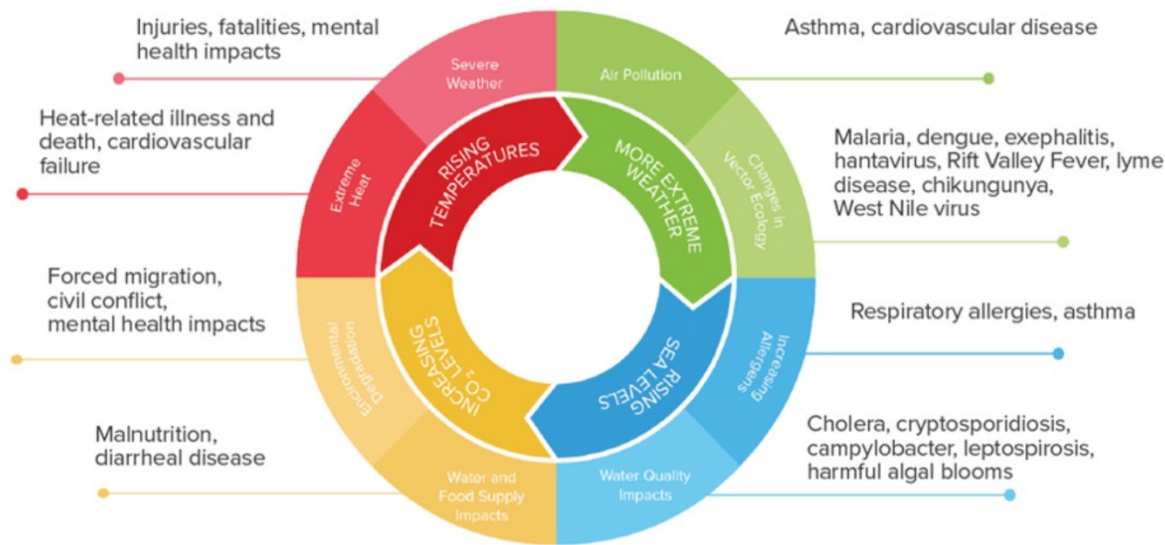 Injuries, fatalities, mental
health impacts
Asthma, cardiovascular disease
Severe
Weather
Air Pollution
Heat-related illness and
death, cardiovascular
failure
Extreme
Heat
RISING
TEMPERATURES
MORE EXTREME
WEATHER
Changes in
Vector Ecology
Malaria, dengue, exephalitis,
hantavirus, Rift Valley Fever, lyme
disease, chikungunya,
West Nile virus
Forced migration,
civil conflict,
mental health impacts
Encironmental
Degradation
INCREASING
CO₂ LEVELS
RISING
SEA LEVELS
Increasing
Allergens
Respiratory allergies, asthma
Malnutrition,
diarrheal disease
Water and
Food Supply
Impacts
Water Quality
Impacts
Cholera, cryptosporidiosis,
campylobacter, leptospirosis,
harmful algal blooms